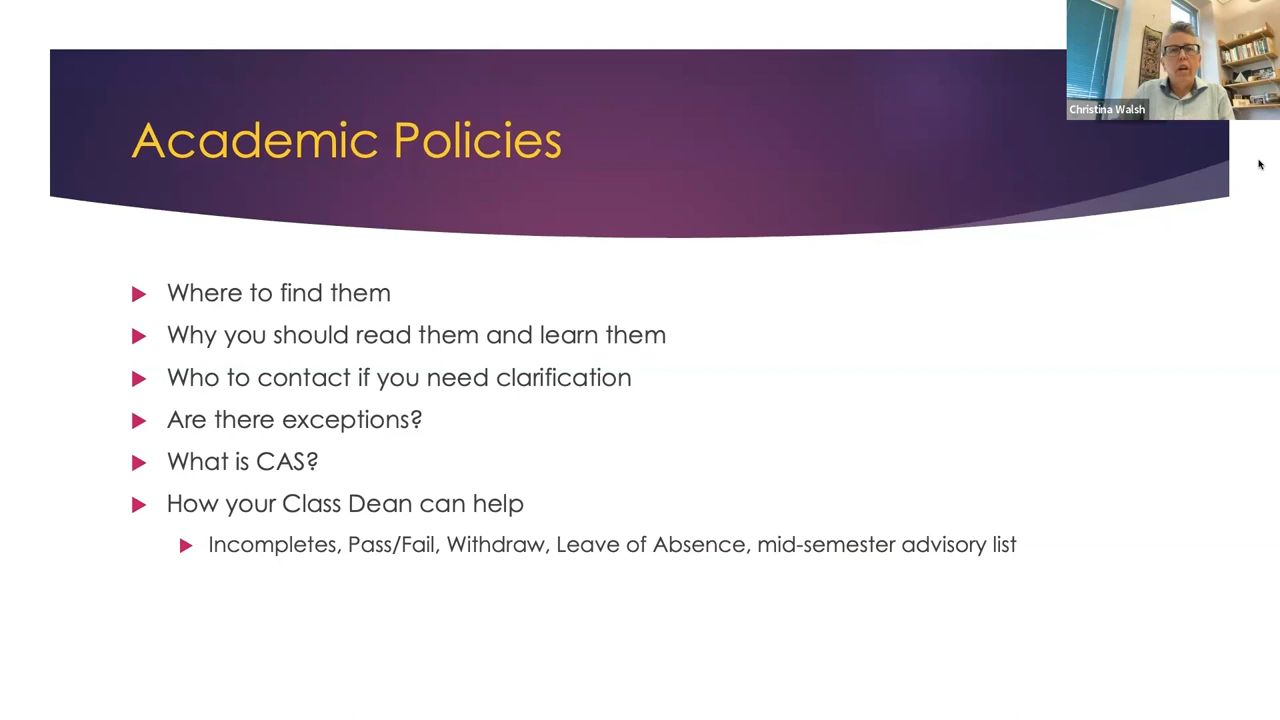 Christina Walsh
Academic Policies
Where to find them
Why you should read them and learn them
Who to contact if you need clarification
Are there exceptions?
What is CAS?
How your Class Dean can help
Incompletes, Pass/Fail, Withdraw, Leave of Absence, mid-semester advisory list